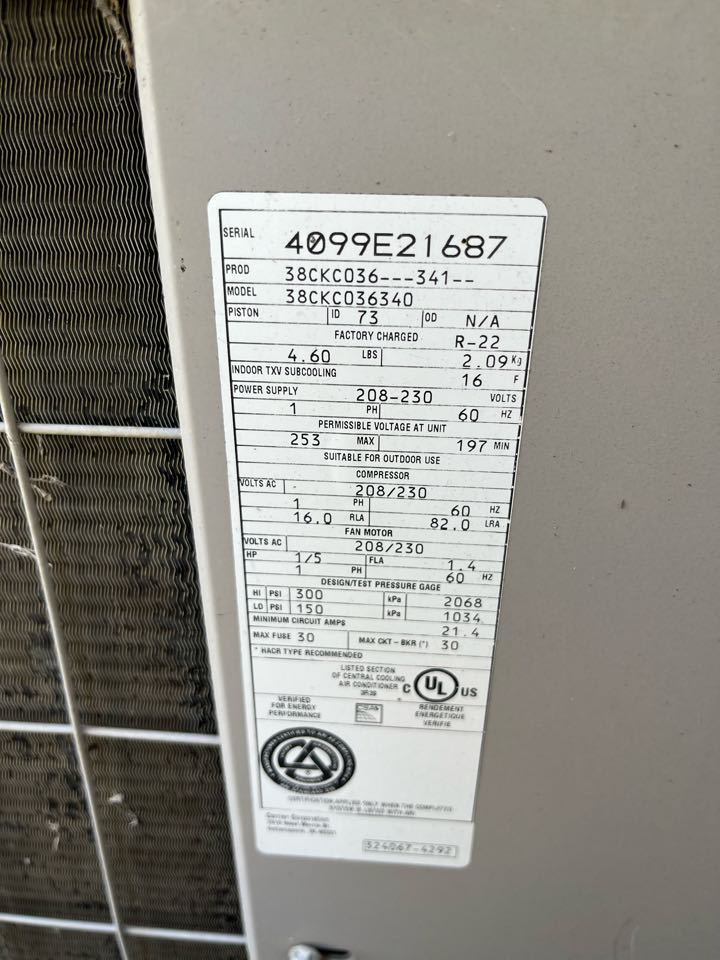 SERIAL 4099E21687
PROD 38CKC036---341--
MODEL 38CKC036340
PISTON ID 73 OD N/A
FACTORY CHARGED R-22
4.60 LBS 2.09 Kg
INDOOR TXV SUBCOOLING 16 F
POWER SUPPLY 208-230 VOLTS
1 PH 60 HZ
PERMISSIBLE VOLTAGE AT UNIT
253 MAX 197 MIN
SUITABLE FOR OUTDOOR USE
COMPRESSOR
VOLTS AC 208/230
1 PH 60 HZ
16.0 RLA 82.0 LRA
FAN MOTOR
VOLTS AC 208/230
HP 1/5 FLA 1.4
1 PH 60 HZ
DESIGN/TEST PRESSURE GAGE
HI PSI 300 kPa 2068
LO PSI 150 kPa 1034
MINIMUM CIRCUIT AMPS 21.4
MAX FUSE 30 MAX CKT-BKR (*) 30
* HACR TYPE RECOMMENDED
LISTED SECTION
OF CENTRAL COOLING
AIR CONDITIONER
C UL US
VERIFIED
FOR ENERGY
PERFORMANCE
RENDEMENT
ENERGETIQUE
VERIFIE
Carrier Corporation
324067-4292